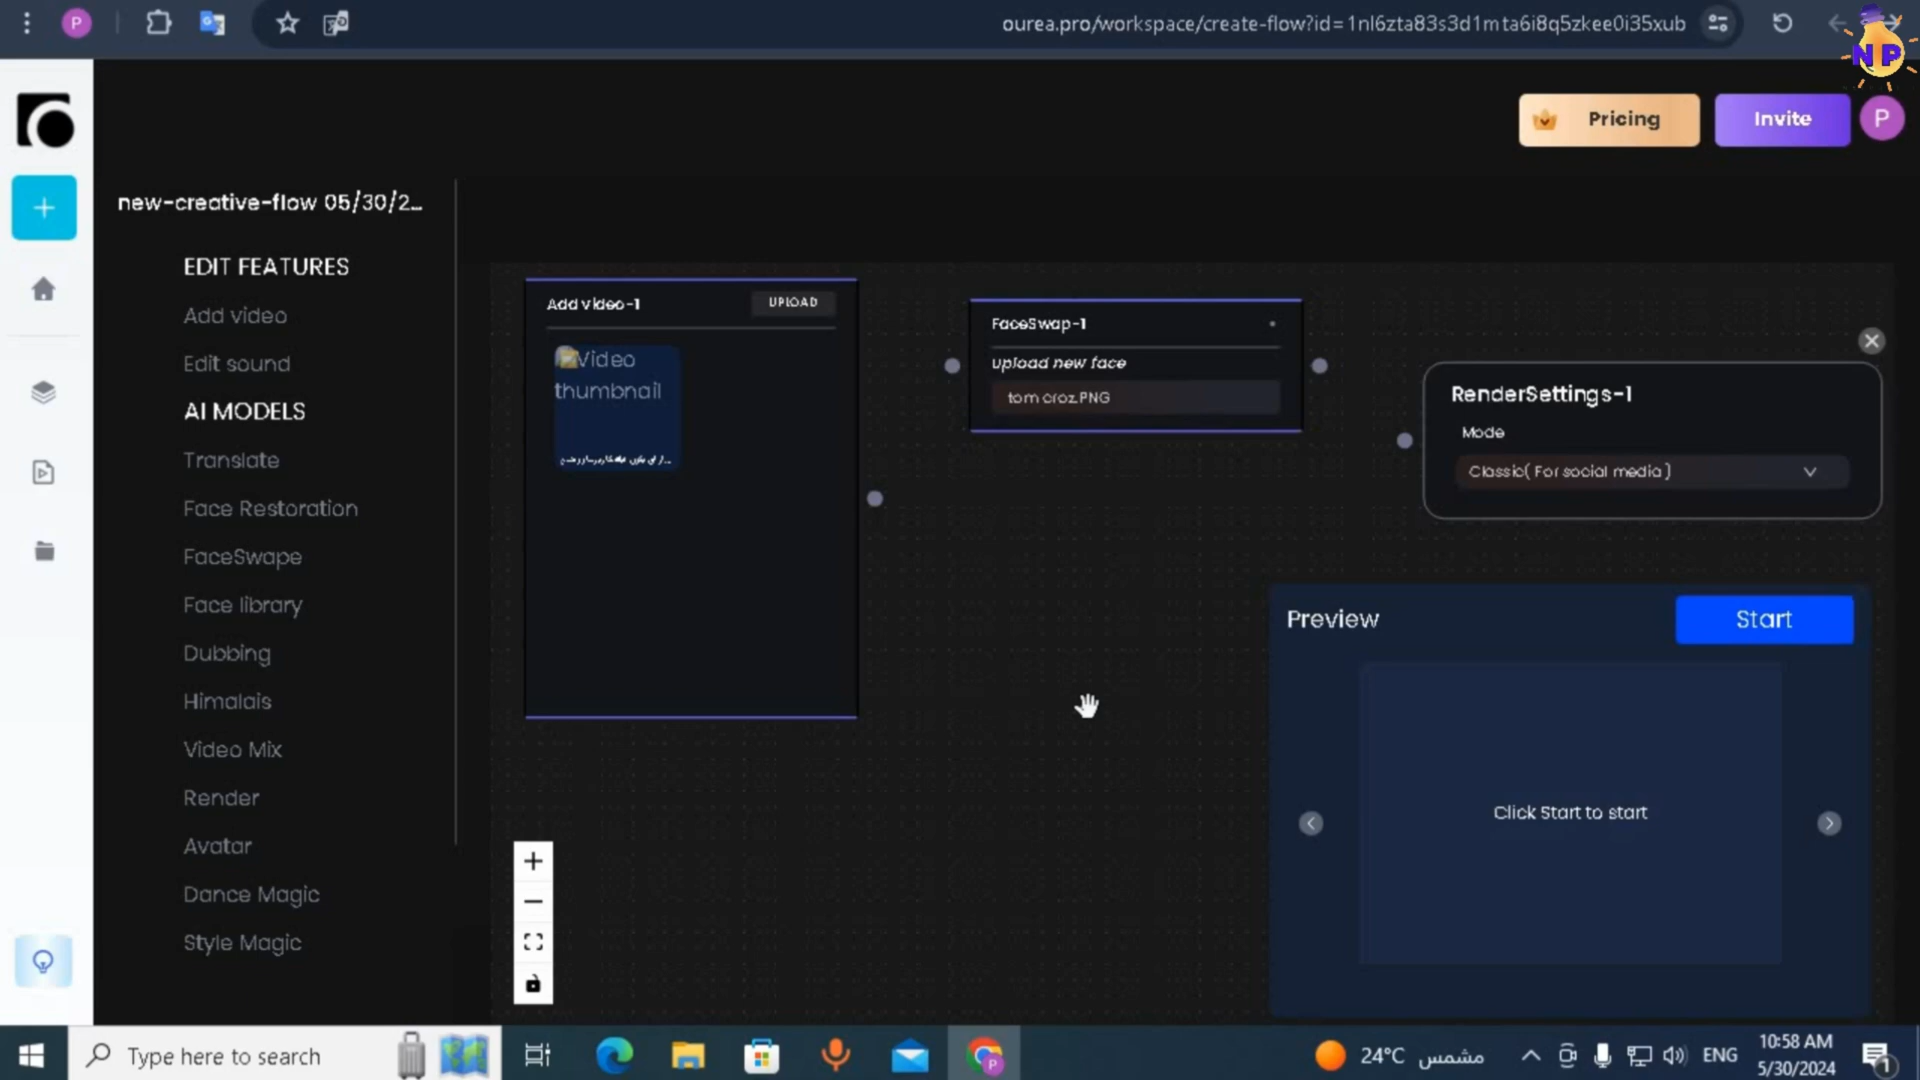 P
ourea.pro/workspace/create-flow?id=1nl6zta83s3d1mta6i8q5zkee0i35xub
NP
Pricing
Invite
P
new-creative-flow 05/30/2...
EDIT FEATURES
Add video
Edit sound
AI MODELS
Translate
Face Restoration
FaceSwape
Face library
Dubbing
Himalais
Video Mix
Render
Avatar
Dance Magic
Style Magic
Add video-1
UPLOAD
Video
thumbnail
FaceSwap-1
Upload new face
tom croz.PNG
RenderSettings-1
Mode
Classic( For social media )
Preview
Start
Click Start to start
Type here to search
24°C مشمس
ENG
10:58 AM
5/30/2024
1